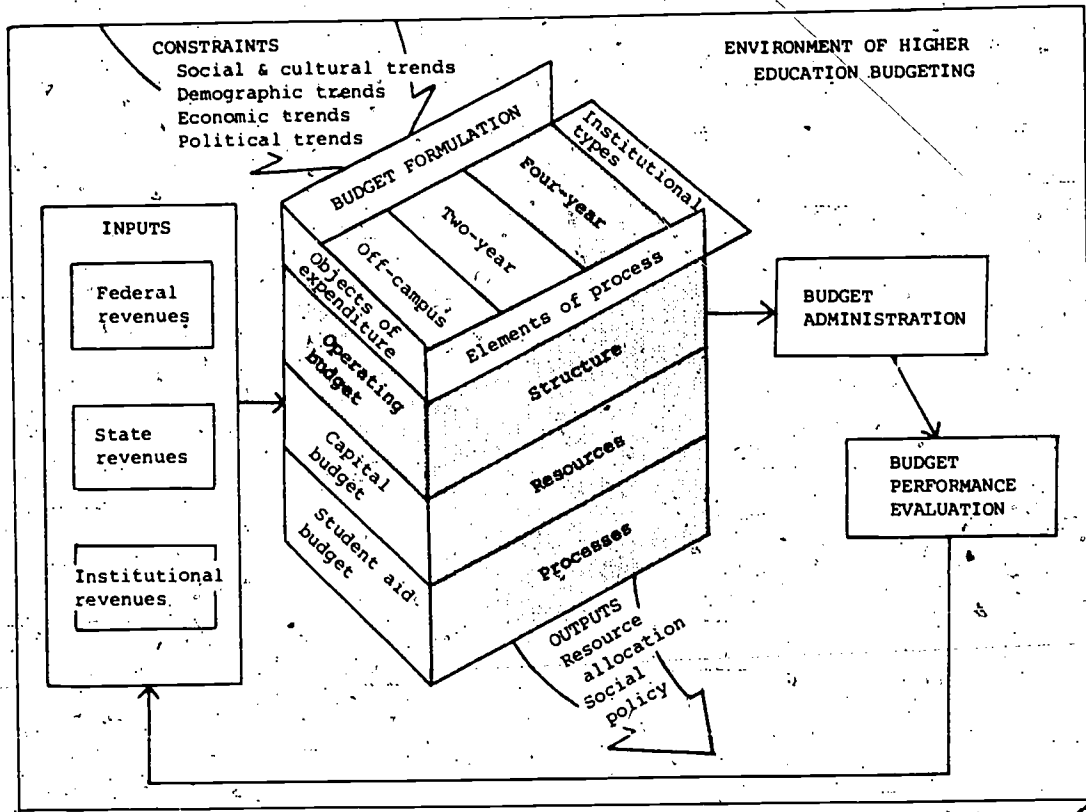 CONSTRAINTS
Social & cultural trends
Demographic trends
Economic trends
Political trends
ENVIRONMENT OF HIGHER
EDUCATION BUDGETING
INPUTS
Federal
revenues
State
revenues
Institutional
revenues
BUDGET FORMULATION
Institutional
types
Four-year
Two-year
Off-campus
Objects of
expenditure
Operating
budget
Capital
budget
Student aid
budget
Elements of process
Structure
Resources
Processes
BUDGET
ADMINISTRATION
BUDGET
PERFORMANCE
EVALUATION
OUTPUTS
Resource
allocation
Social
policy